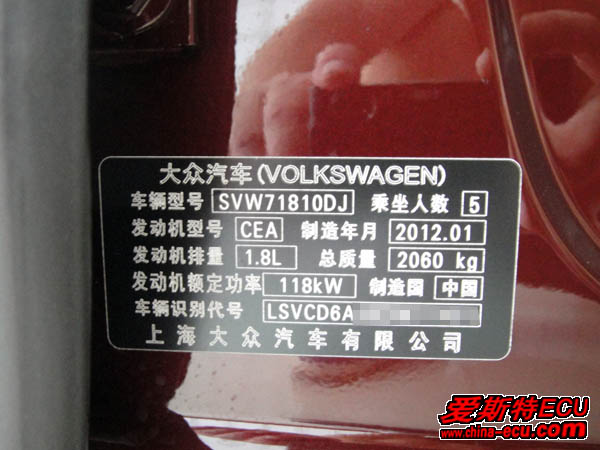 大众汽车(VOLKSWAGEN)
车辆型号 SVW71810DJ 乘坐人数 5
发动机型号 CEA 制造年月 2012.01
发动机排量 1.8L 总质量 2060 kg
发动机额定功率 118kW 制造国 中国
车辆识别代号 LSVCD6A
上海大众汽车有限公司
爱斯特ECU
www.china-ecu.com